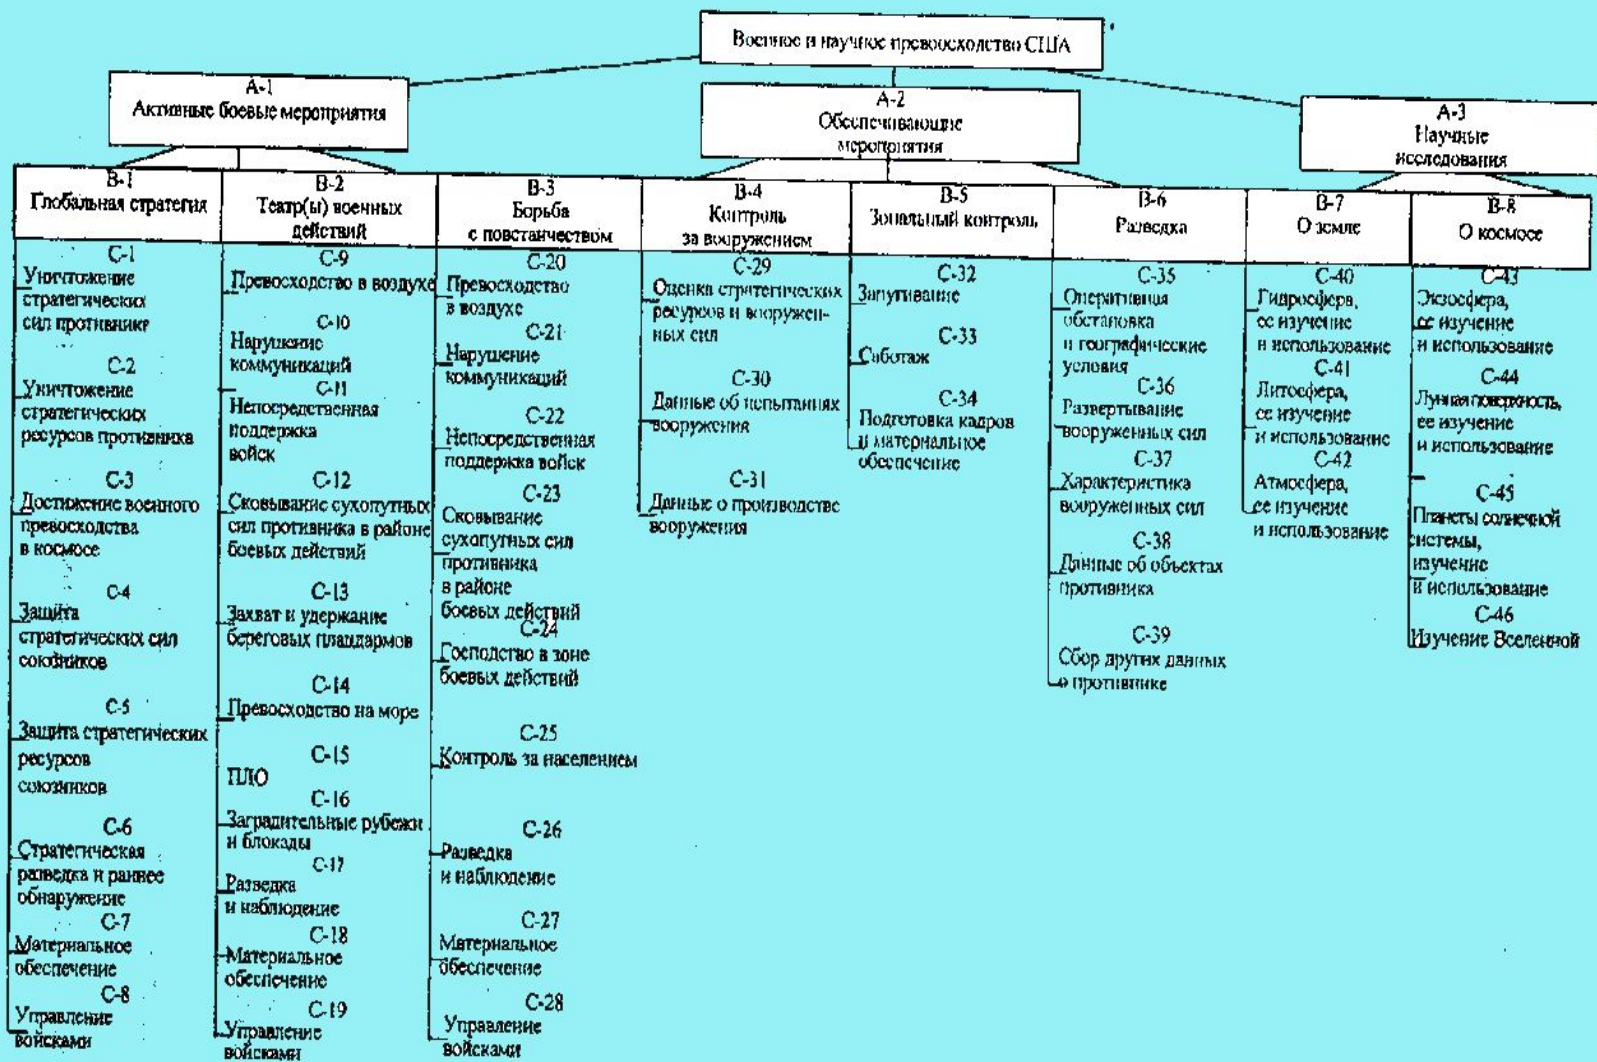 Военное и научное превосходство США
A-1
Активные боевые мероприятия
A-2
Обеспечивающие
мероприятия
A-3
Научные
исследования
B-1
Глобальная стратегия
B-2
Театр(ы) военных
действий
B-3
Борьба
с повстанчеством
B-4
Контроль
за вооружением
B-5
Зональный контроль
B-6
Разведка
B-7
О земле
B-8
О космосе
C-1
Уничтожение
стратегических
сил противника
C-2
Уничтожение
стратегических
ресурсов противника
C-3
Достижение военного
превосходства
в космосе
C-4
Защита
стратегических сил
союзников
C-5
Защита стратегических
ресурсов
союзников
C-6
Стратегическая
разведка и раннее
обнаружение
C-7
Материальное
обеспечение
C-8
Управление
войсками
C-9
Превосходство в воздухе
C-10
Нарушение
коммуникаций
C-11
Непосредственная
поддержка
войск
C-12
Сковывание сухопутных
сил противника в районе
боевых действий
C-13
Захват и удержание
береговых плацдармов
C-14
Превосходство на море
C-15
ПЛО
C-16
Заградительные рубежи
и блокады
C-17
Разведка
и наблюдение
C-18
Материальное
обеспечение
C-19
Управление
войсками
C-20
Превосходство
в воздухе
C-21
Нарушение
коммуникаций
C-22
Непосредственная
поддержка войск
C-23
Сковывание
сухопутных сил
противника
в районе
боевых действий
C-24
Господство в зоне
боевых действий
C-25
Контроль за населением
C-26
Разведка
и наблюдение
C-27
Материальное
обеспечение
C-28
Управление
войсками
C-29
Оценка стратегических
ресурсов и вооружен-
ных сил
C-30
Данные об испытаниях
вооружения
C-31
Данные о производстве
вооружения
C-32
Запугивание
C-33
Саботаж
C-34
Подготовка кадров
и материальное
обеспечение
C-35
Оперативная
обстановка
и географические
условия
C-36
Развертывание
вооруженных сил
C-37
Характеристика
вооруженных сил
C-38
Данные об объектах
противника
C-39
Сбор других данных
о противнике
C-40
Гидросфера,
ее изучение
и использование
C-41
Литосфера,
ее изучение
и использование
C-42
Атмосфера,
ее изучение
и использование
C-43
Экзосфера,
ее изучение
и использование
C-44
Лунная поверхность,
ее изучение
и использование
C-45
Планеты солнечной
системы,
изучение
и использование
C-46
Изучение Вселенной